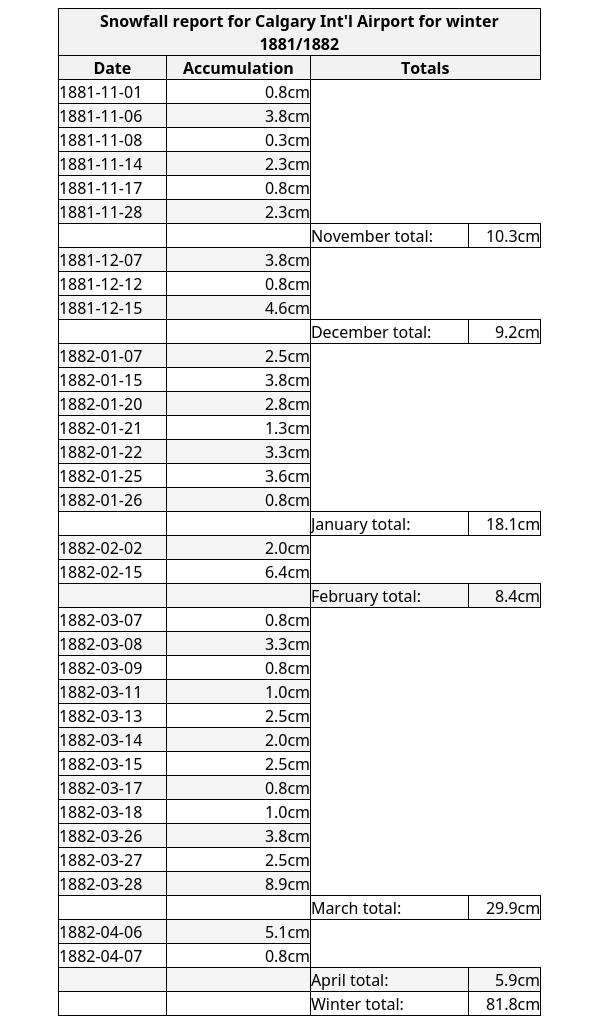 Snowfall report for Calgary Int'l Airport for winter
1881/1882
Date Accumulation Totals
1881-11-01 0.8cm
1881-11-06 3.8cm
1881-11-08 0.3cm
1881-11-14 2.3cm
1881-11-17 0.8cm
1881-11-28 2.3cm
November total: 10.3cm
1881-12-07 3.8cm
1881-12-12 0.8cm
1881-12-15 4.6cm
December total: 9.2cm
1882-01-07 2.5cm
1882-01-15 3.8cm
1882-01-20 2.8cm
1882-01-21 1.3cm
1882-01-22 3.3cm
1882-01-25 3.6cm
1882-01-26 0.8cm
January total: 18.1cm
1882-02-02 2.0cm
1882-02-15 6.4cm
February total: 8.4cm
1882-03-07 0.8cm
1882-03-08 3.3cm
1882-03-09 0.8cm
1882-03-11 1.0cm
1882-03-13 2.5cm
1882-03-14 2.0cm
1882-03-15 2.5cm
1882-03-17 0.8cm
1882-03-18 1.0cm
1882-03-26 3.8cm
1882-03-27 2.5cm
1882-03-28 8.9cm
March total: 29.9cm
1882-04-06 5.1cm
1882-04-07 0.8cm
April total: 5.9cm
Winter total: 81.8cm